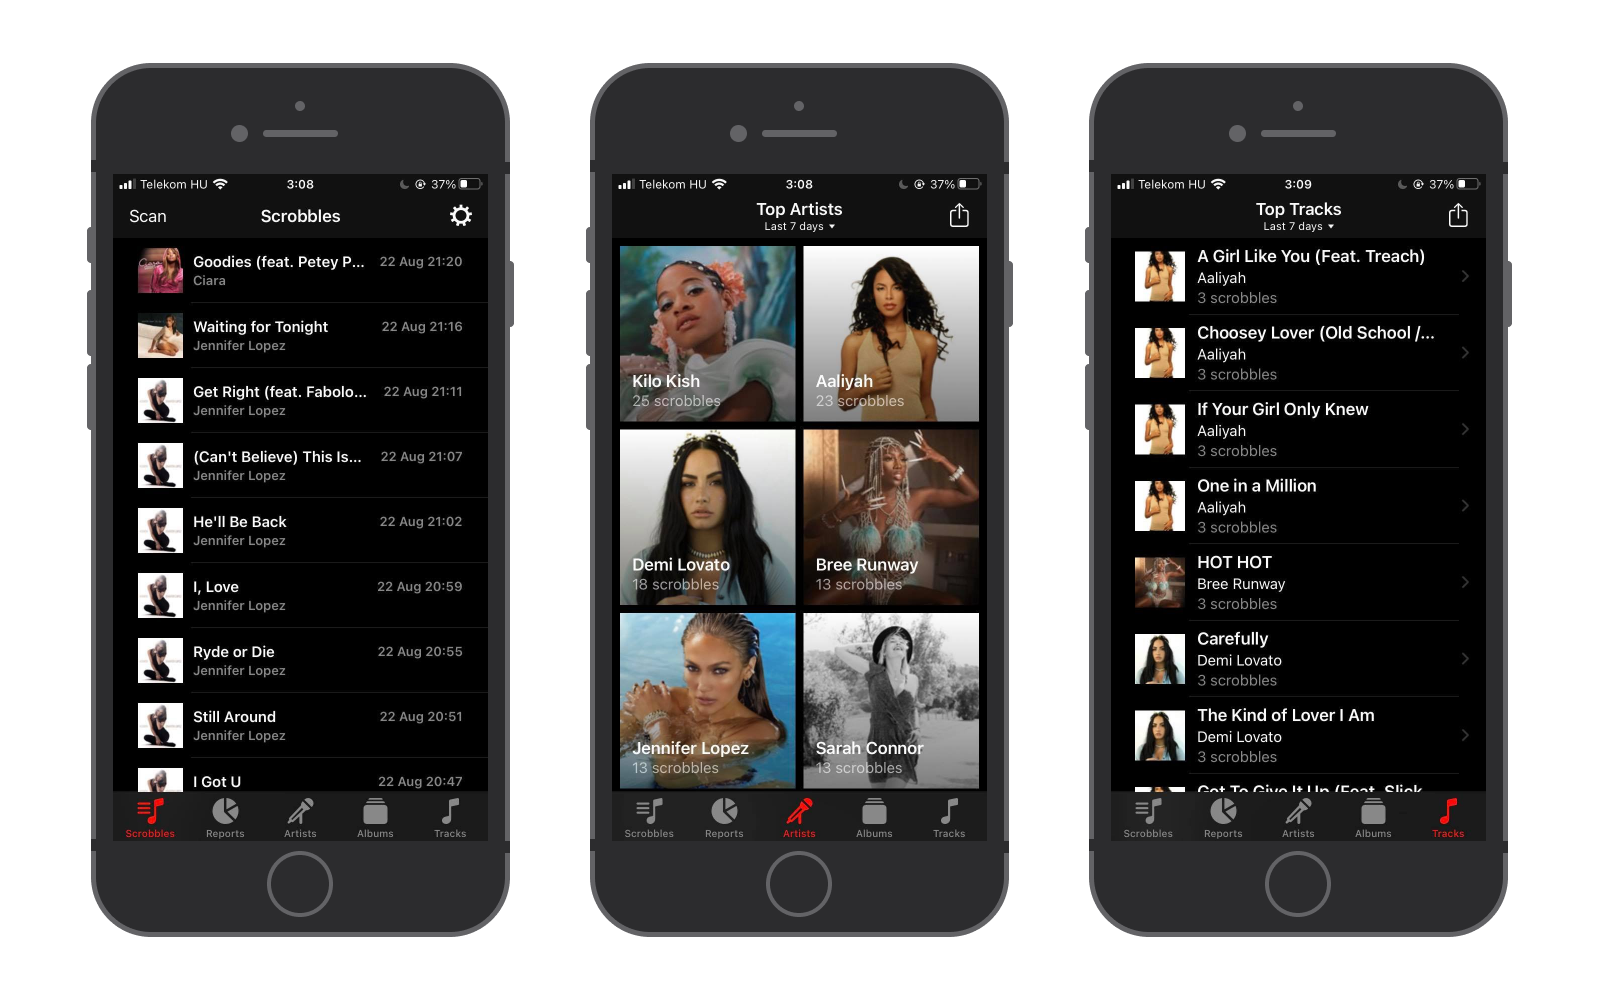 Telekom HU 3:08 37%
Scan Scrobbles
Goodies (feat. Petey P... 22 Aug 21:20
Ciara
Waiting for Tonight 22 Aug 21:16
Jennifer Lopez
Get Right (feat. Fabolo... 22 Aug 21:11
Jennifer Lopez
(Can't Believe) This Is... 22 Aug 21:07
Jennifer Lopez
He'll Be Back 22 Aug 21:02
Jennifer Lopez
I, Love 22 Aug 20:59
Jennifer Lopez
Ryde or Die 22 Aug 20:55
Jennifer Lopez
Still Around 22 Aug 20:51
Jennifer Lopez
I Got U 22 Aug 20:47
Scrobbles Reports Artists Albums Tracks
Telekom HU 3:08 37%
Top Artists
Last 7 days
Kilo Kish Aaliyah
25 scrobbles 23 scrobbles
Demi Lovato Bree Runway
18 scrobbles 13 scrobbles
Jennifer Lopez Sarah Connor
13 scrobbles 13 scrobbles
Scrobbles Reports Artists Albums Tracks
Telekom HU 3:09 37%
Top Tracks
Last 7 days
A Girl Like You (Feat. Treach)
Aaliyah
3 scrobbles
Choosey Lover (Old School /...
Aaliyah
3 scrobbles
If Your Girl Only Knew
Aaliyah
3 scrobbles
One in a Million
Aaliyah
3 scrobbles
HOT HOT
Bree Runway
3 scrobbles
Carefully
Demi Lovato
3 scrobbles
The Kind of Lover I Am
Demi Lovato
3 scrobbles
Got To Give It Up (Feat. Slick
Scrobbles Reports Artists Albums Tracks